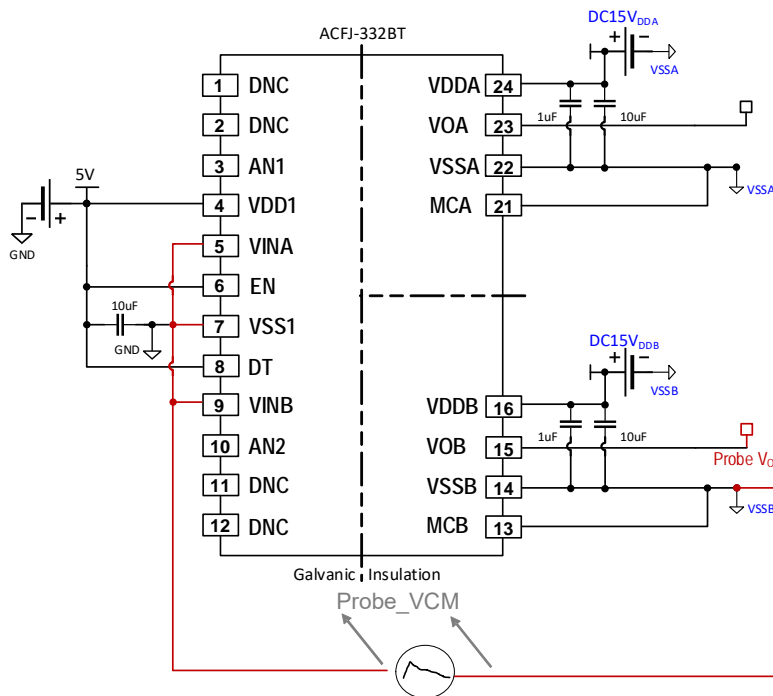 ACFJ-332BT
DC15VDDA
+ −
VSSA
1 DNC
2 DNC
3 AN1
4 VDD1
5 VINA
6 EN
7 VSS1
8 DT
9 VINB
10 AN2
11 DNC
12 DNC
5V
− +
GND
10uF
GND
VDDA 24
VOA 23
VSSA 22
MCA 21
1uF
10uF
VSSA
DC15VDDB
+ −
VSSB
VDDB 16
VOB 15
VSSB 14
MCB 13
1uF
10uF
Probe VO
VSSB
Galvanic Insulation
Probe_VCM